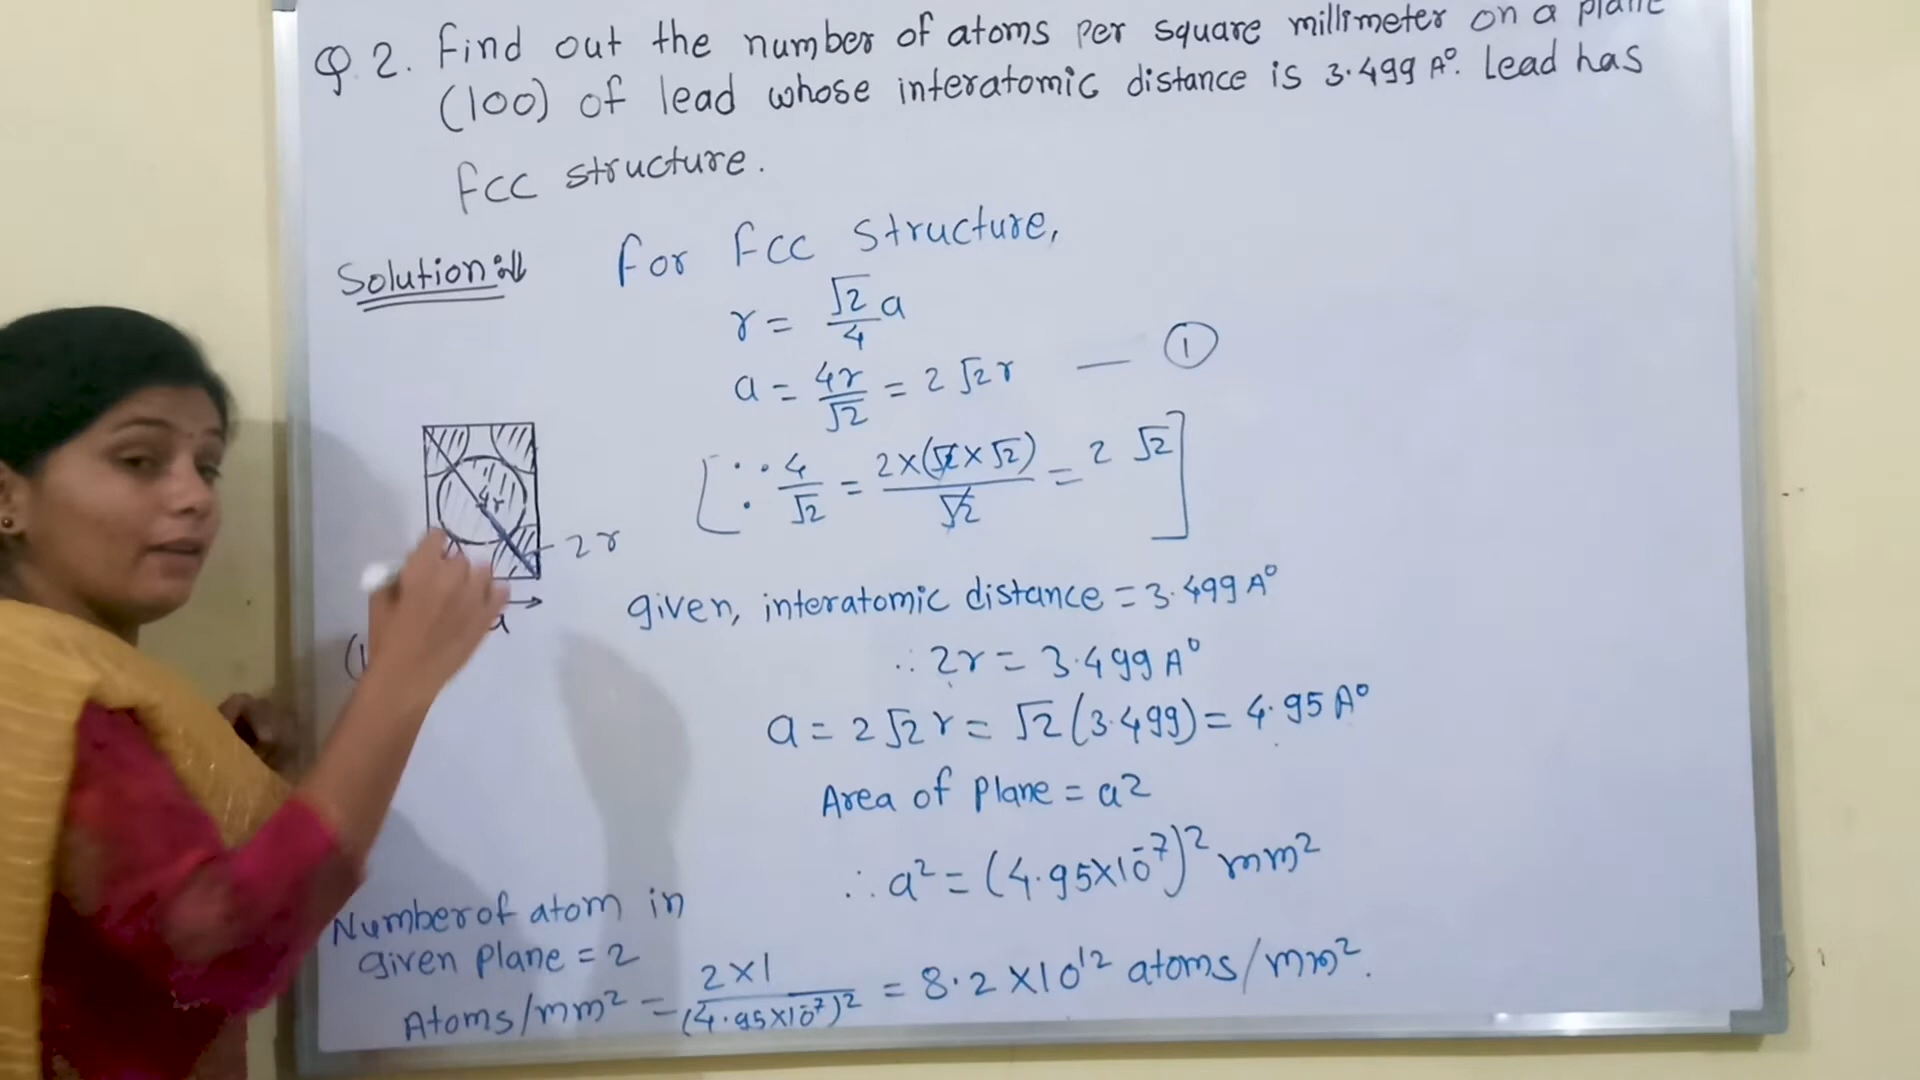 Q.2. Find out the number of atoms per square millimeter on a plane
(100) of lead whose interatomic distance is 3.499 A°. Lead has
FCC structure.
Solution:
For FCC Structure,
r = √2/4 a
a = 4r/√2 = 2√2r — ①
[∵ 4/√2 = 2×(√2×√2)/√2 = 2√2]
4r
2r
a
given, interatomic distance = 3.499 A°
∴ 2r = 3.499 A°
a = 2√2r = √2(3.499) = 4.95 A°
Area of Plane = a2
∴ a² = (4.95×10⁻⁷)² mm²
Number of atom in
given plane = 2
Atoms/mm² = 2×1/(4.95×10⁻⁷)² = 8.2×10¹² atoms/mm².